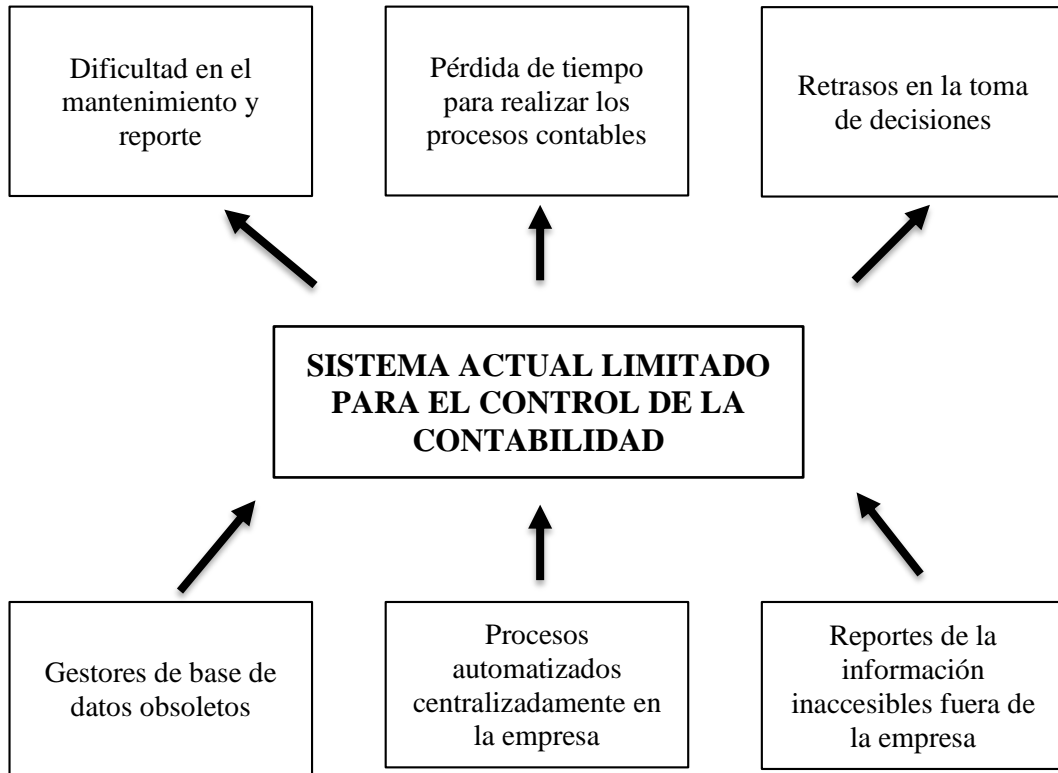 Dificultad en el
mantenimiento y
reporte
Pérdida de tiempo
para realizar los
procesos contables
Retrasos en la toma
de decisiones
SISTEMA ACTUAL LIMITADO
PARA EL CONTROL DE LA
CONTABILIDAD
Gestores de base de
datos obsoletos
Procesos
automatizados
centralizadamente en
la empresa
Reportes de la
información
inaccesibles fuera de
la empresa